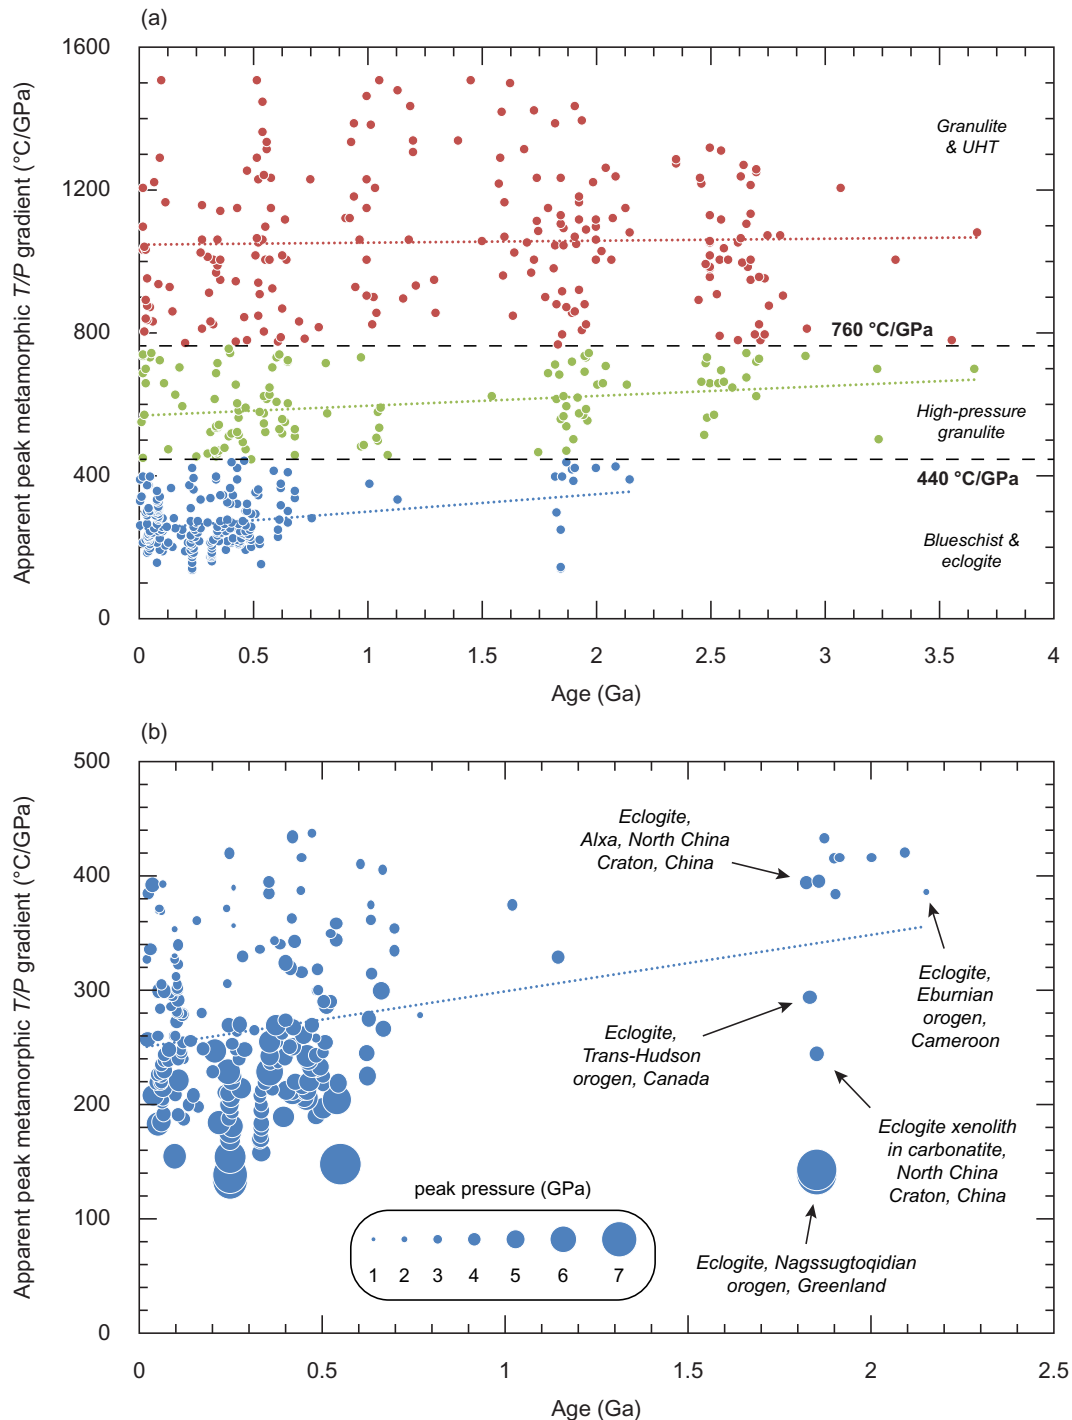 (a)
1600
1200
800
400
0
Apparent peak metamorphic T/P gradient (°C/GPa)
Granulite
& UHT
760 °C/GPa
High-pressure
granulite
440 °C/GPa
Blueschist &
eclogite
0 0.5 1 1.5 2 2.5 3 3.5 4
Age (Ga)
(b)
500
400
300
200
100
0
Apparent peak metamorphic T/P gradient (°C/GPa)
Eclogite,
Alxa, North China
Craton, China
Eclogite,
Eburnian
orogen,
Cameroon
Eclogite,
Trans-Hudson
orogen, Canada
Eclogite xenolith
in carbonatite,
North China
Craton, China
Eclogite, Nagssugtoqidian
orogen, Greenland
peak pressure (GPa)
1 2 3 4 5 6 7
0 0.5 1 1.5 2 2.5
Age (Ga)